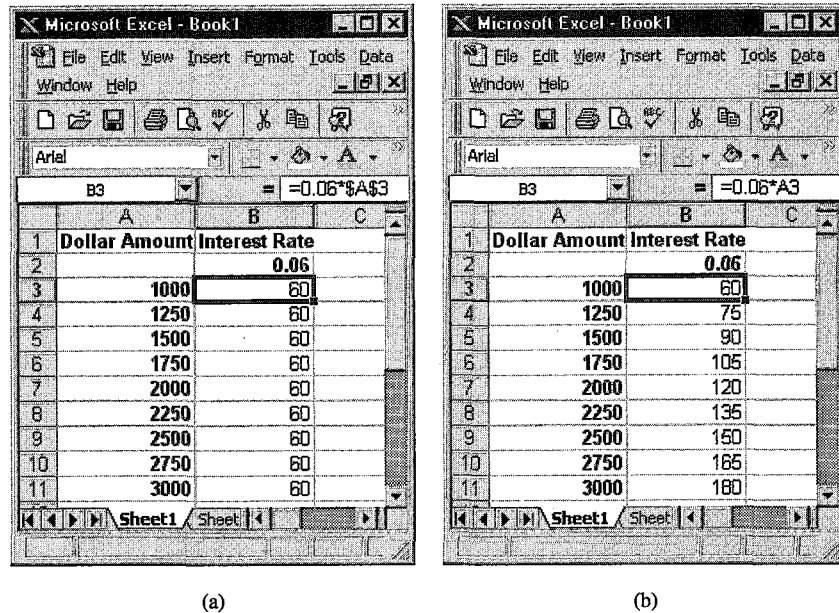 Microsoft Excel - Book1
File Edit View Insert Format Tools Data
Window Help
Arial
B3 = =0.06*$A$3
A B C
1 Dollar Amount Interest Rate
2 0.06
3 1000 60
4 1250 60
5 1500 60
6 1750 60
7 2000 60
8 2250 60
9 2500 60
10 2750 60
11 3000 60
Sheet1 Sheet
(a)
Microsoft Excel - Book1
File Edit View Insert Format Tools Data
Window Help
Arial
B3 = =0.06*A3
A B C
1 Dollar Amount Interest Rate
2 0.06
3 1000 60
4 1250 75
5 1500 90
6 1750 105
7 2000 120
8 2250 135
9 2500 150
10 2750 165
11 3000 180
Sheet1 Sheet
(b)